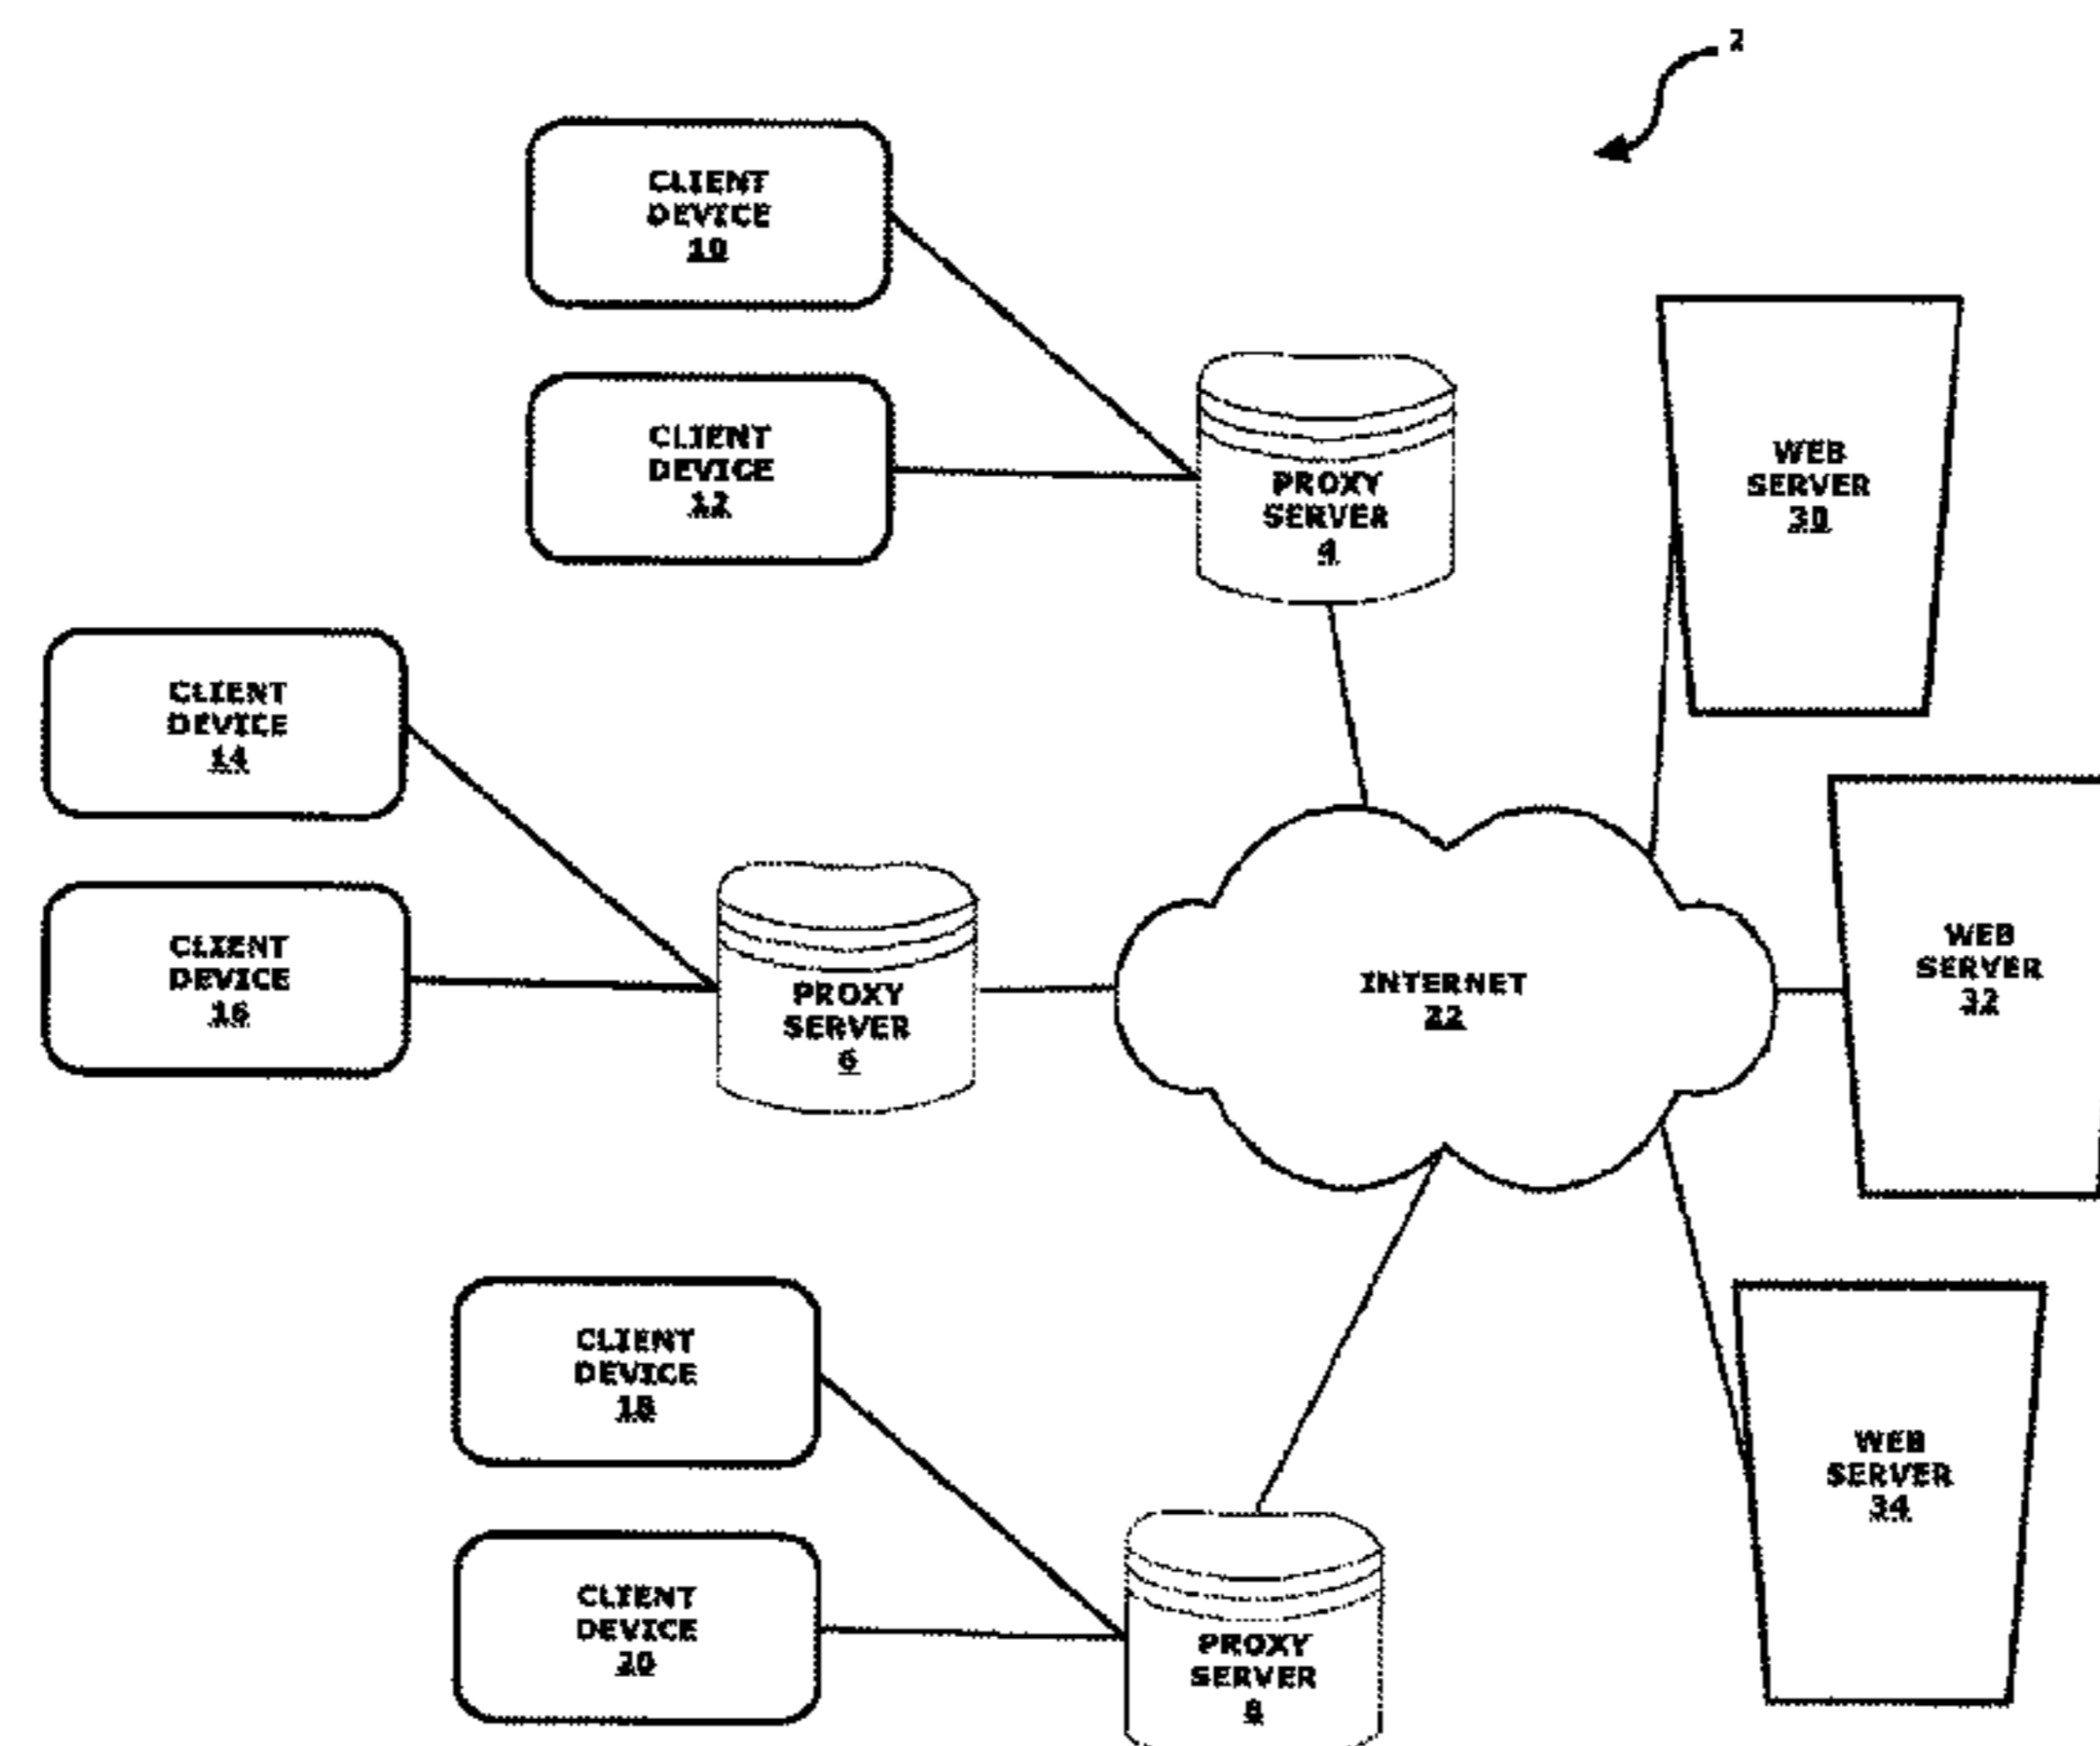 2
CLIENT
DEVICE
10
CLIENT
DEVICE
12
PROXY
SERVER
4
WEB
SERVER
30
CLIENT
DEVICE
14
CLIENT
DEVICE
16
PROXY
SERVER
6
INTERNET
22
WEB
SERVER
32
CLIENT
DEVICE
18
CLIENT
DEVICE
20
PROXY
SERVER
8
WEB
SERVER
34